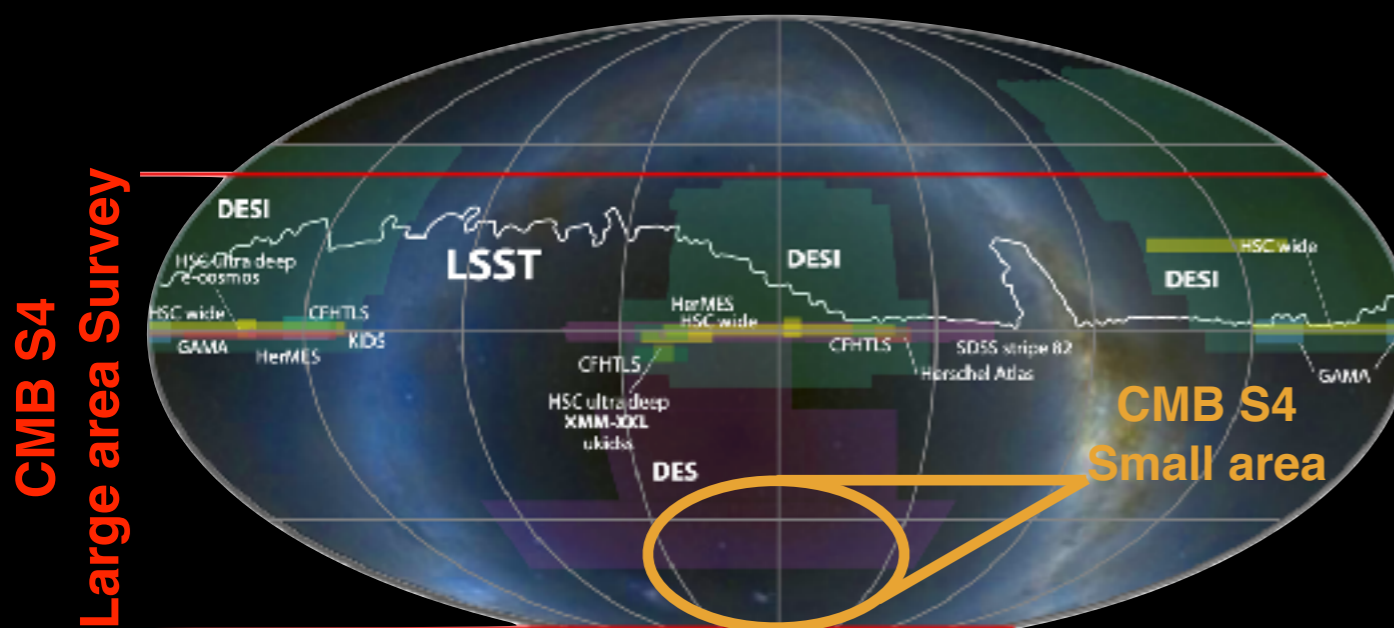 CMB S4
Large area Survey
DESI
HSC Ultra deep
e-cosmos
LSST
DESI
HSC wide
DESI
HSC wide
CFHTLS
GAMA
HerMES
KIDS
HerMES
HSC wide
CFHTLS
SDSS stripe 82
Herschel Atlas
GAMA
CFHTLS
HSC ultra deep
XMM-XXL
ukidss
DES
CMB S4
Small area